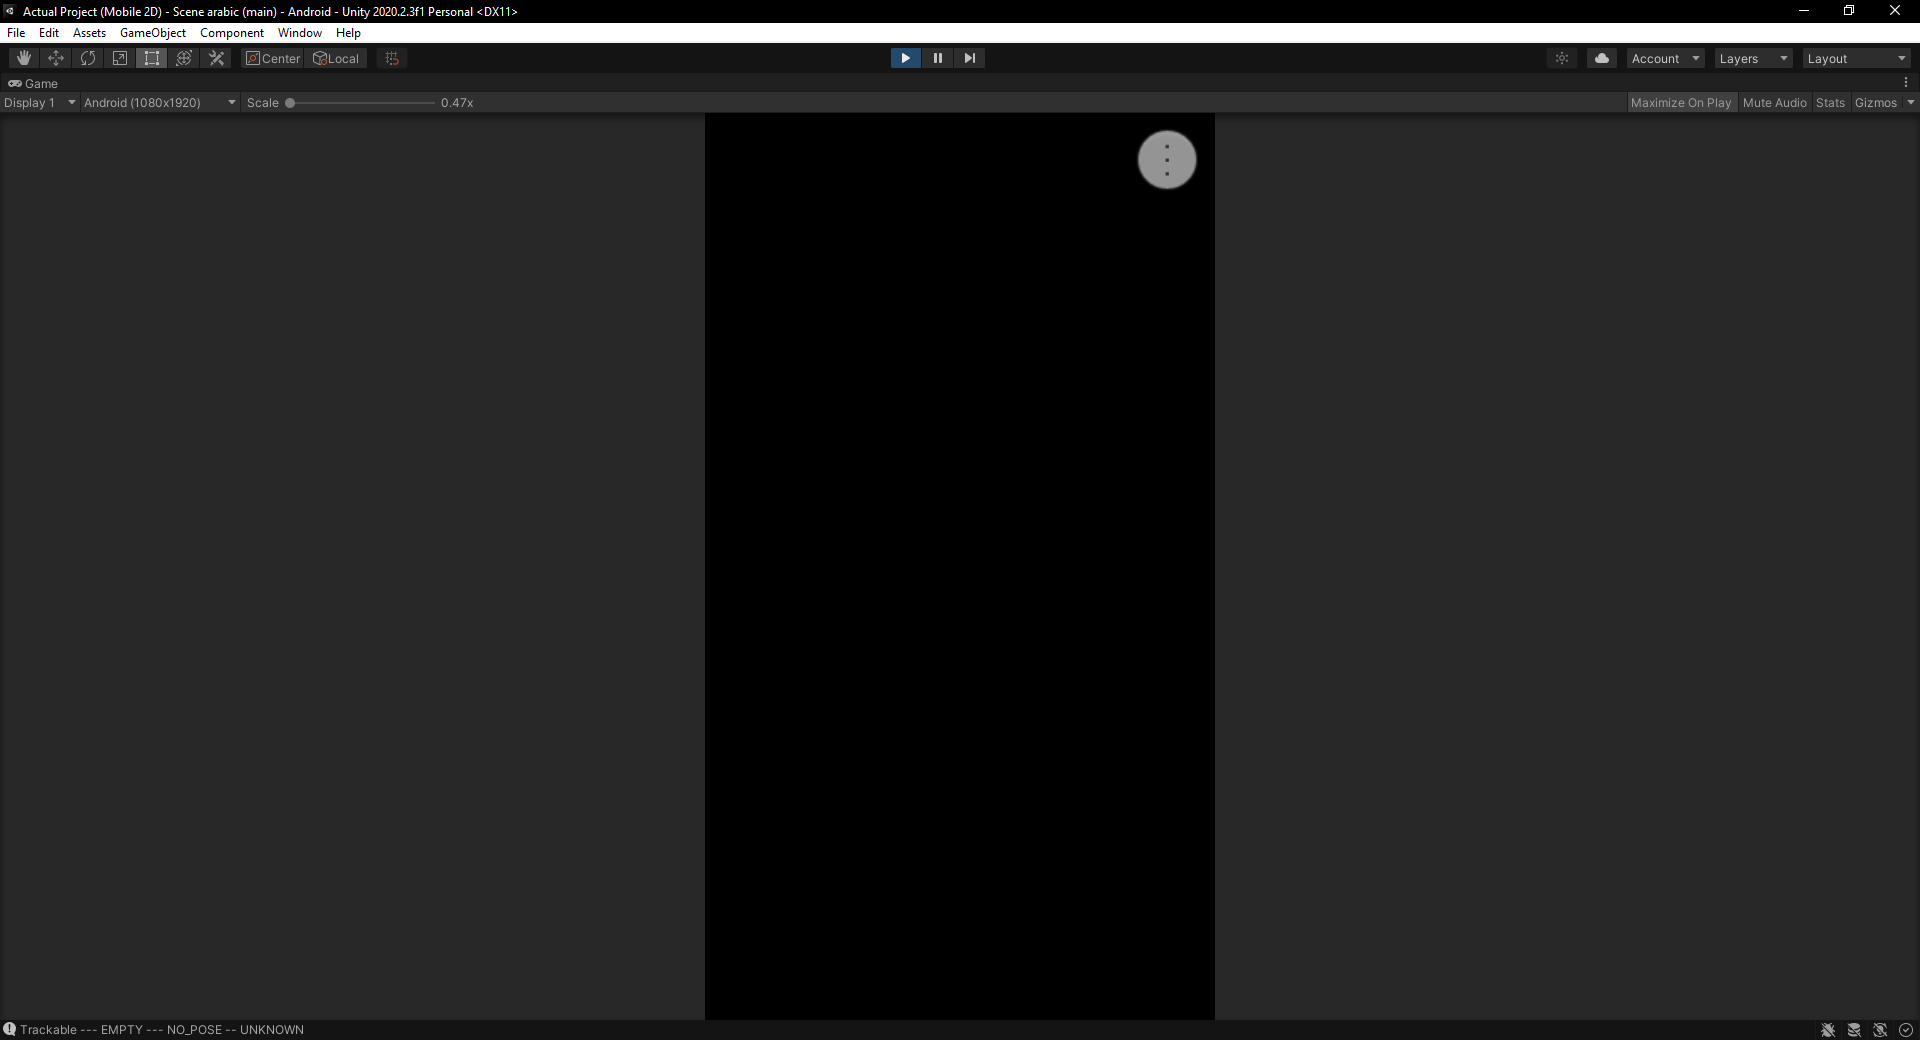 Actual Project (Mobile 2D) - Scene arabic (main) - Android - Unity 2020.2.3f1 Personal <DX11>
File Edit Assets GameObject Component Window Help
Center Local Account Layers Layout
Game
Display 1 Android (1080x1920) Scale 0.47x Maximize On Play Mute Audio Stats Gizmos
Trackable --- EMPTY --- NO_POSE -- UNKNOWN